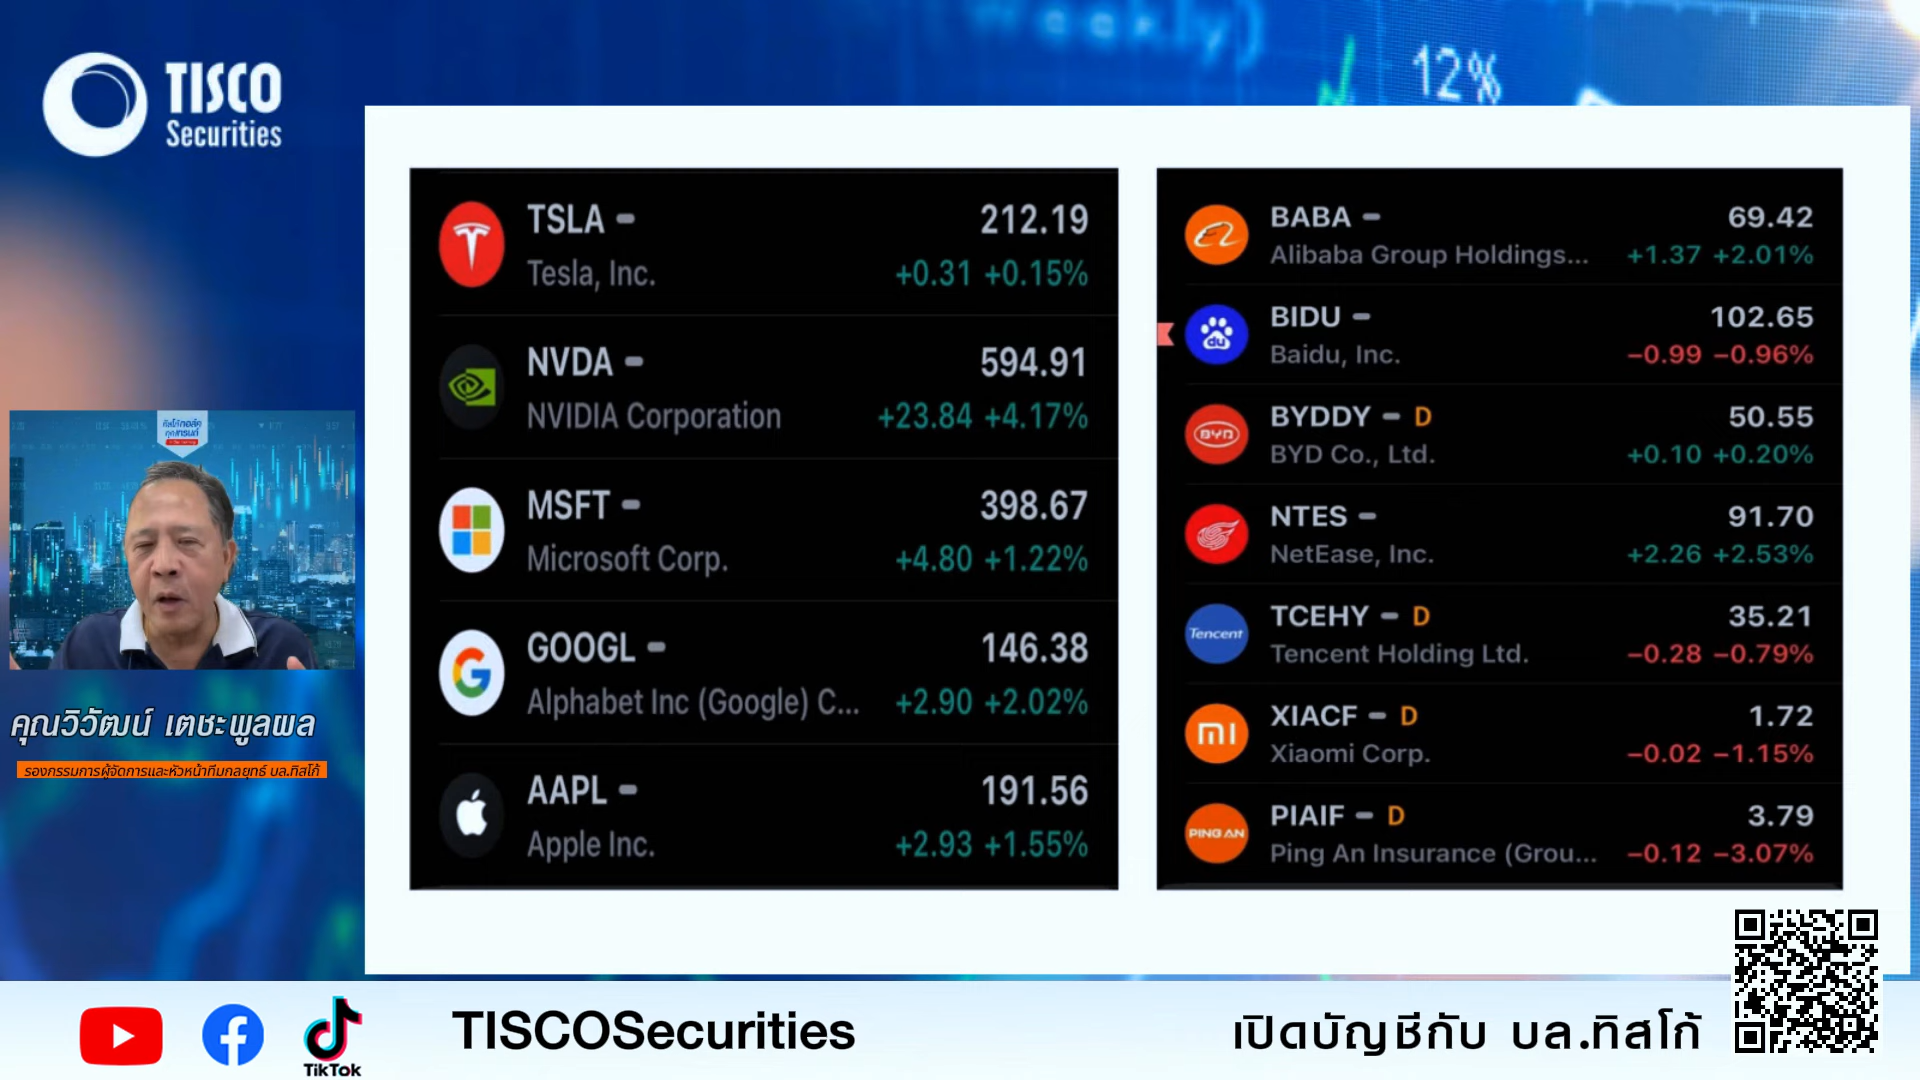 (Weekly)
12%
TISCO
Securities
TSLA
212.19
Tesla, Inc.
+0.31 +0.15%
NVDA
594.91
NVIDIA Corporation
+23.84 +4.17%
MSFT
398.67
Microsoft Corp.
+4.80 +1.22%
GOOGL
146.38
Alphabet Inc (Google) C...
+2.90 +2.02%
AAPL
191.56
Apple Inc.
+2.93 +1.55%
BABA
69.42
Alibaba Group Holdings...
+1.37 +2.01%
du
BIDU
102.65
Baidu, Inc.
−0.99 −0.96%
BYD
BYDDY D
50.55
BYD Co., Ltd.
+0.10 +0.20%
NTES
91.70
NetEase, Inc.
+2.26 +2.53%
Tencent
TCEHY D
35.21
Tencent Holding Ltd.
−0.28 −0.79%
mi
XIACF D
1.72
Xiaomi Corp.
−0.02 −1.15%
PING AN
PIAIF D
3.79
Ping An Insurance (Grou...
−0.12 −3.07%
คุณวิวัฒน์ เตชะพูลผล
รองกรรมการผู้จัดการและหัวหน้าทีมกลยุทธ์ บล.ทิสโก้
TikTok
TISCOSecurities
เปิดบัญชีกับ บล.ทิสโก้